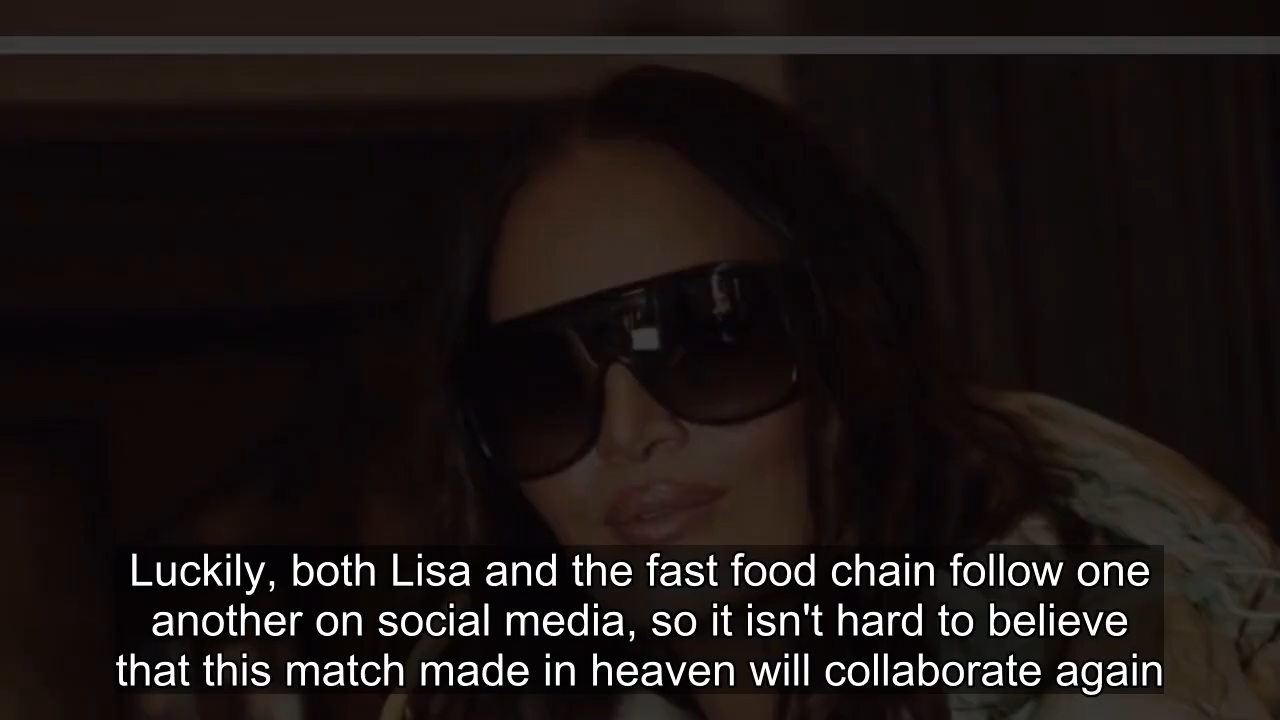 Luckily, both Lisa and the fast food chain follow one
another on social media, so it isn't hard to believe
that this match made in heaven will collaborate again